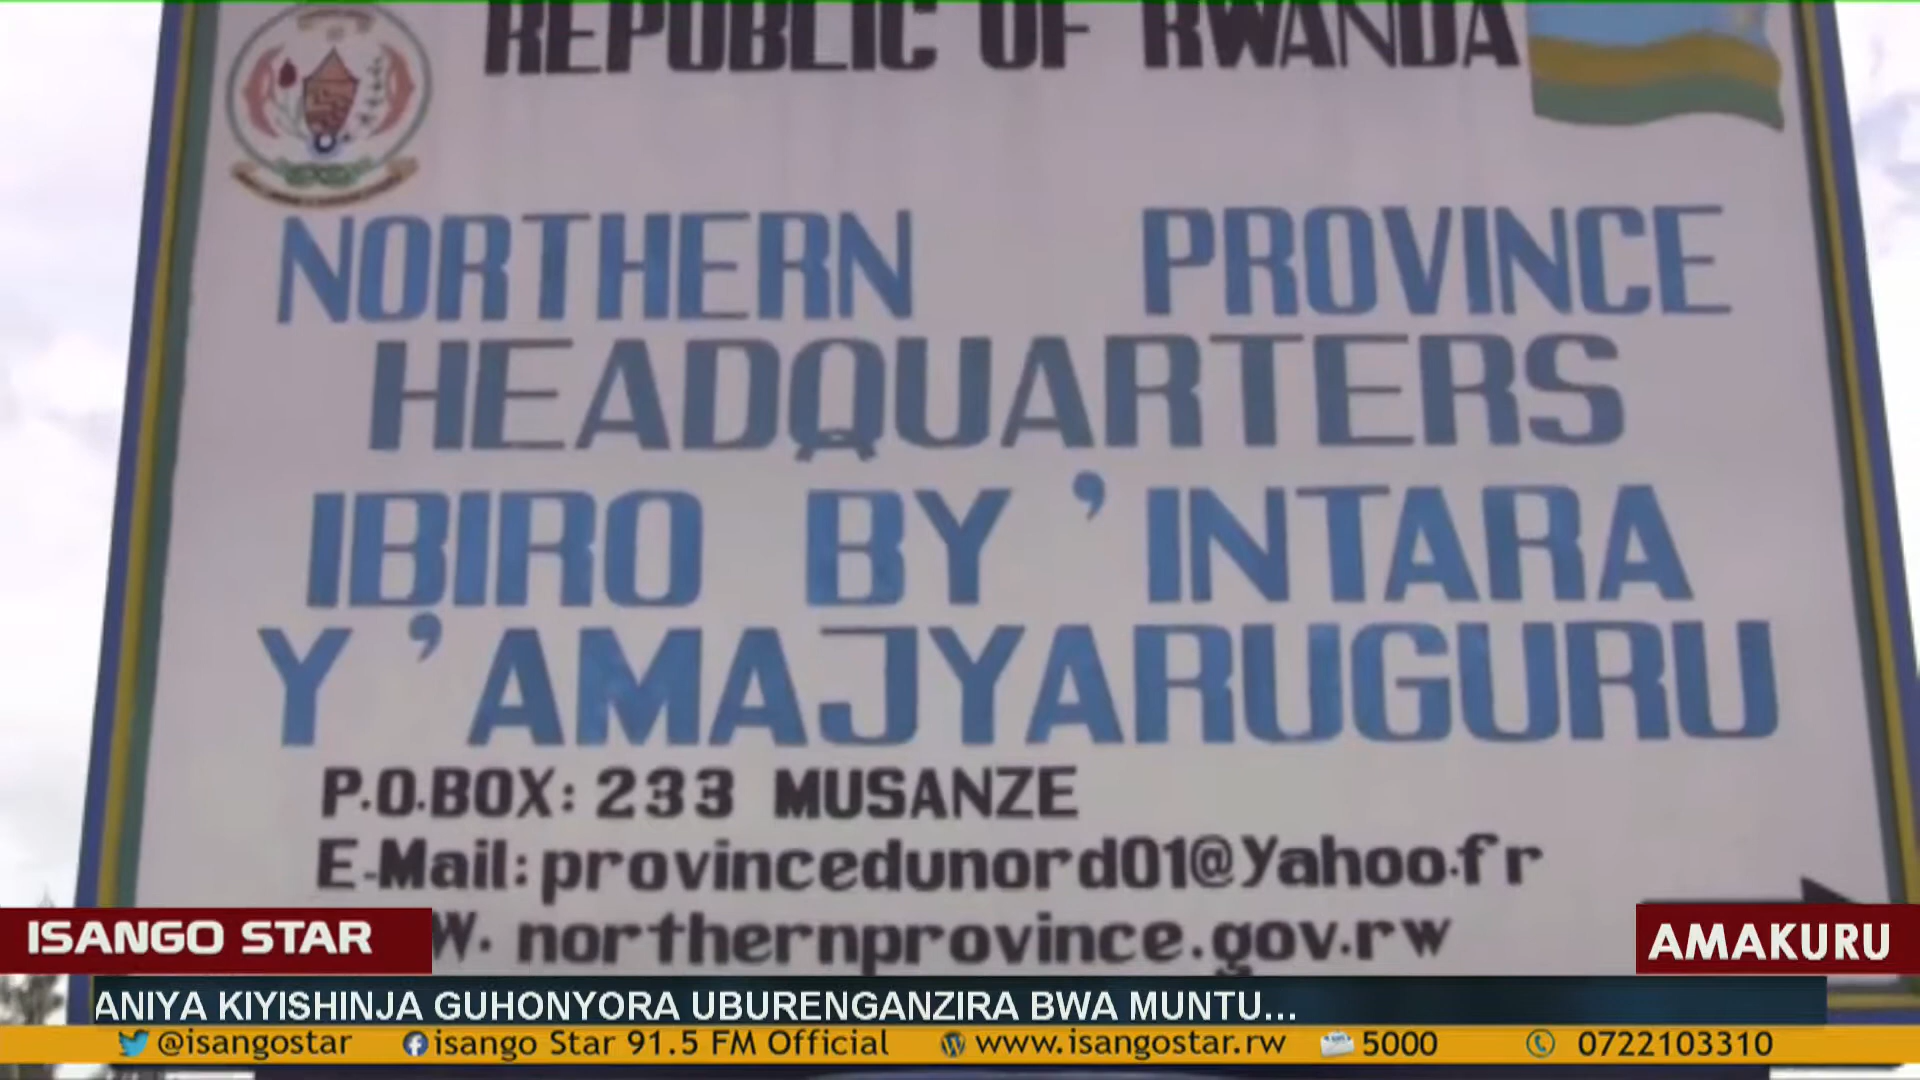 REPUBLIC OF RWANDA
NORTHERN PROVINCE
HEADQUARTERS
IBIRO BY 'INTARA
Y 'AMAJYARUGURU
P.O.BOX: 233 MUSANZE
E-Mail: provincedunord01@Yahoo.fr
W. northernprovince.gov.rw
ISANGO STAR
AMAKURU
ANIYA KIYISHINJA GUHONYORA UBURENGANZIRA BWA MUNTU...
@isangostar isango Star 91.5 FM Official www.isangostar.rw 5000 0722103310